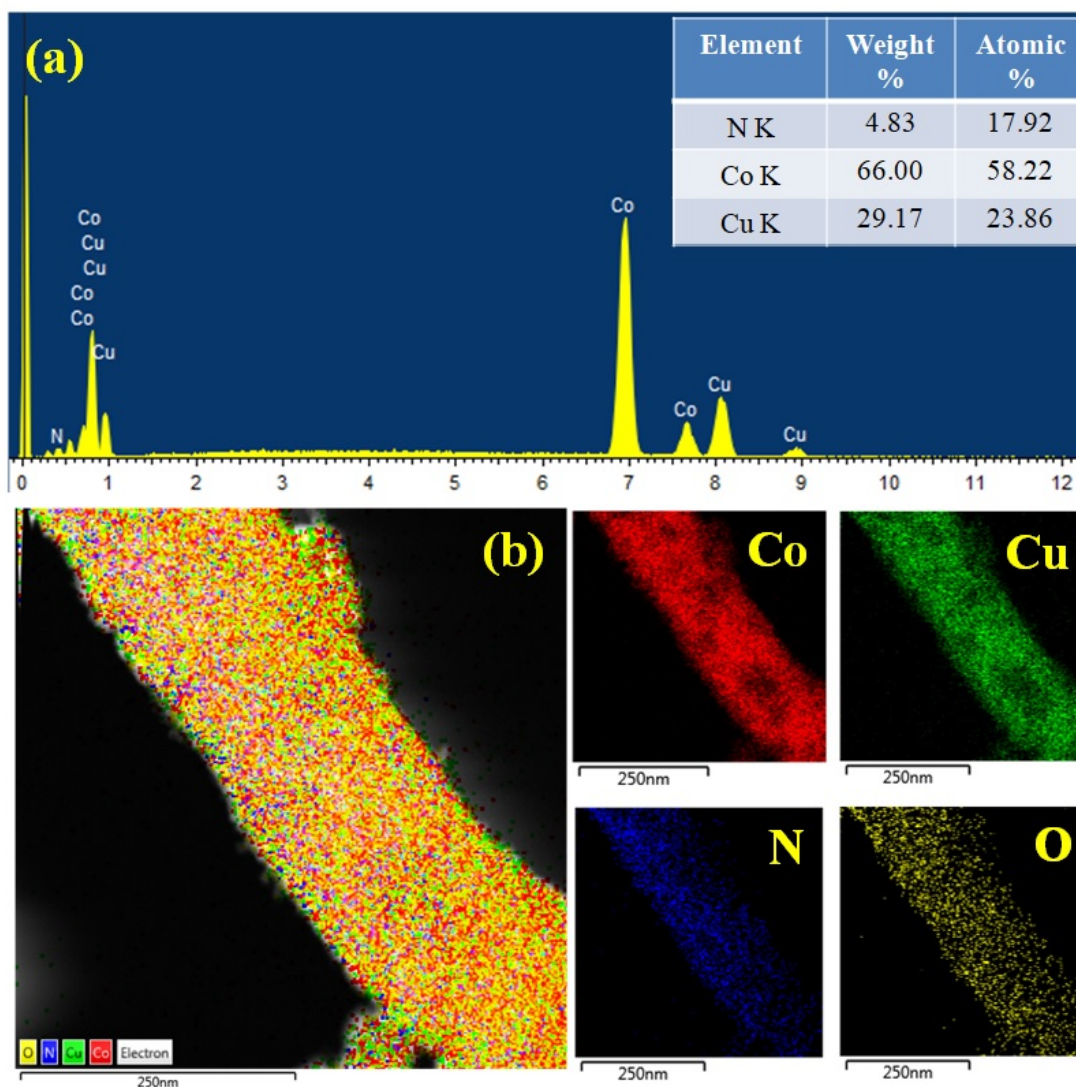 (a)
Element Weight % Atomic %
N K 4.83 17.92
Co K 66.00 58.22
Cu K 29.17 23.86
Co
Cu
Cu
Co
Co
Cu
N
Co
Co
Cu
Cu
0 1 2 3 4 5 6 7 8 9 10 11 12
(b)
O N Cu Co Electron
250nm
Co
250nm
Cu
250nm
N
250nm
O
250nm